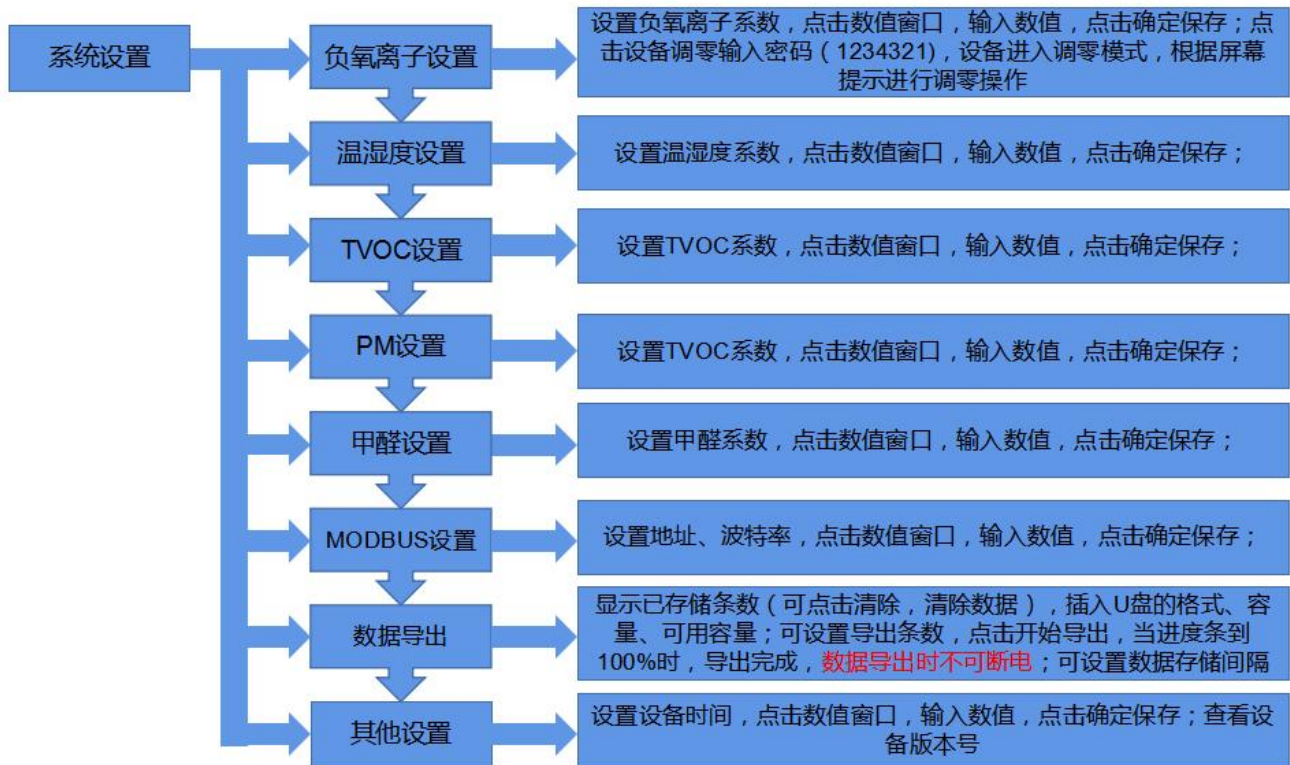 系统设置
负氧离子设置
设置负氧离子系数，点击数值窗口，输入数值，点击确定保存；点
击设备调零输入密码（1234321)，设备进入调零模式，根据屏幕
提示进行调零操作
温湿度设置
设置温湿度系数，点击数值窗口，输入数值，点击确定保存；
TVOC设置
设置TVOC系数，点击数值窗口，输入数值，点击确定保存；
PM设置
设置TVOC系数，点击数值窗口，输入数值，点击确定保存；
甲醛设置
设置甲醛系数，点击数值窗口，输入数值，点击确定保存；
MODBUS设置
设置地址、波特率，点击数值窗口，输入数值，点击确定保存；
数据导出
显示已存储条数（可点击清除，清除数据），插入U盘的格式、容
量、可用容量；可设置导出条数，点击开始导出，当进度条到
100%时，导出完成，数据导出时不可断电；可设置数据存储间隔
其他设置
设置设备时间，点击数值窗口，输入数值，点击确定保存；查看设
备版本号